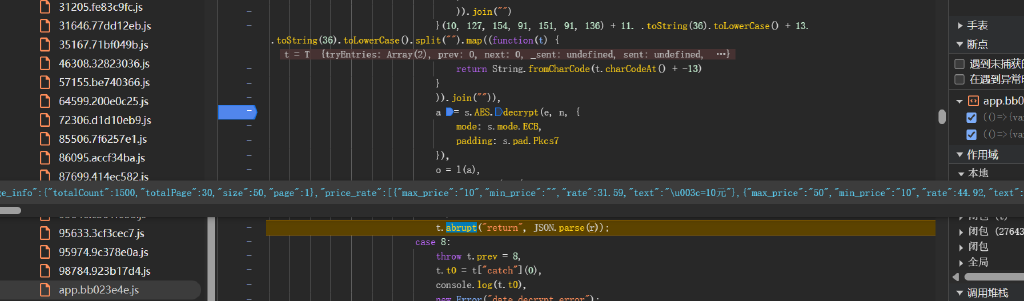 31205.fe83c9fc.js
31646.77dd12eb.js
35167.71bf049b.js
46308.32823036.js
57155.be740366.js
64599.200e0c25.js
72306.d1d10eb9.js
85506.7f6257e1.js
86095.accf34ba.js
87699.414ec582.js
)).join("")
}(10, 127, 154, 91, 151, 91, 136) + 11. .toString(36).toLowerCase() + 13.
.toString(36).toLowerCase().split("").map((function(t) {
t = T {tryEntries: Array(2), prev: 0, next: 0, _sent: undefined, sent: undefined, …}
return String.fromCharCode(t.charCodeAt() + -13)
}
)).join("")),
a = s.AES.decrypt(e, n, {
mode: s.mode.ECB,
padding: s.pad.Pkcs7
}),
o = l(a),
手表
断点
遇到未捕获的
在遇到异常时
app.bb023e4e.js
(()=>{va
(()=>{va
作用域
本地
ge_info":{"totalCount":1500,"totalPage":30,"size":50,"page":1},"price_rate":[{"max_price":"10","min_price":"","rate":31.59,"text":"\u003c=10元"},{"max_price":"50","min_price":"10","rate":44.92,"text":
95633.3cf3cec7.js
95974.9c378e0a.js
98784.923b17d4.js
app.bb023e4e.js
t.abrupt("return", JSON.parse(r));
case 8:
throw t.prev = 8,
t.t0 = t["catch"](0),
console.log(t.t0),
new Error("date decrypt error");
闭包 (t)
闭包 (27643
闭包
全局
调用堆栈